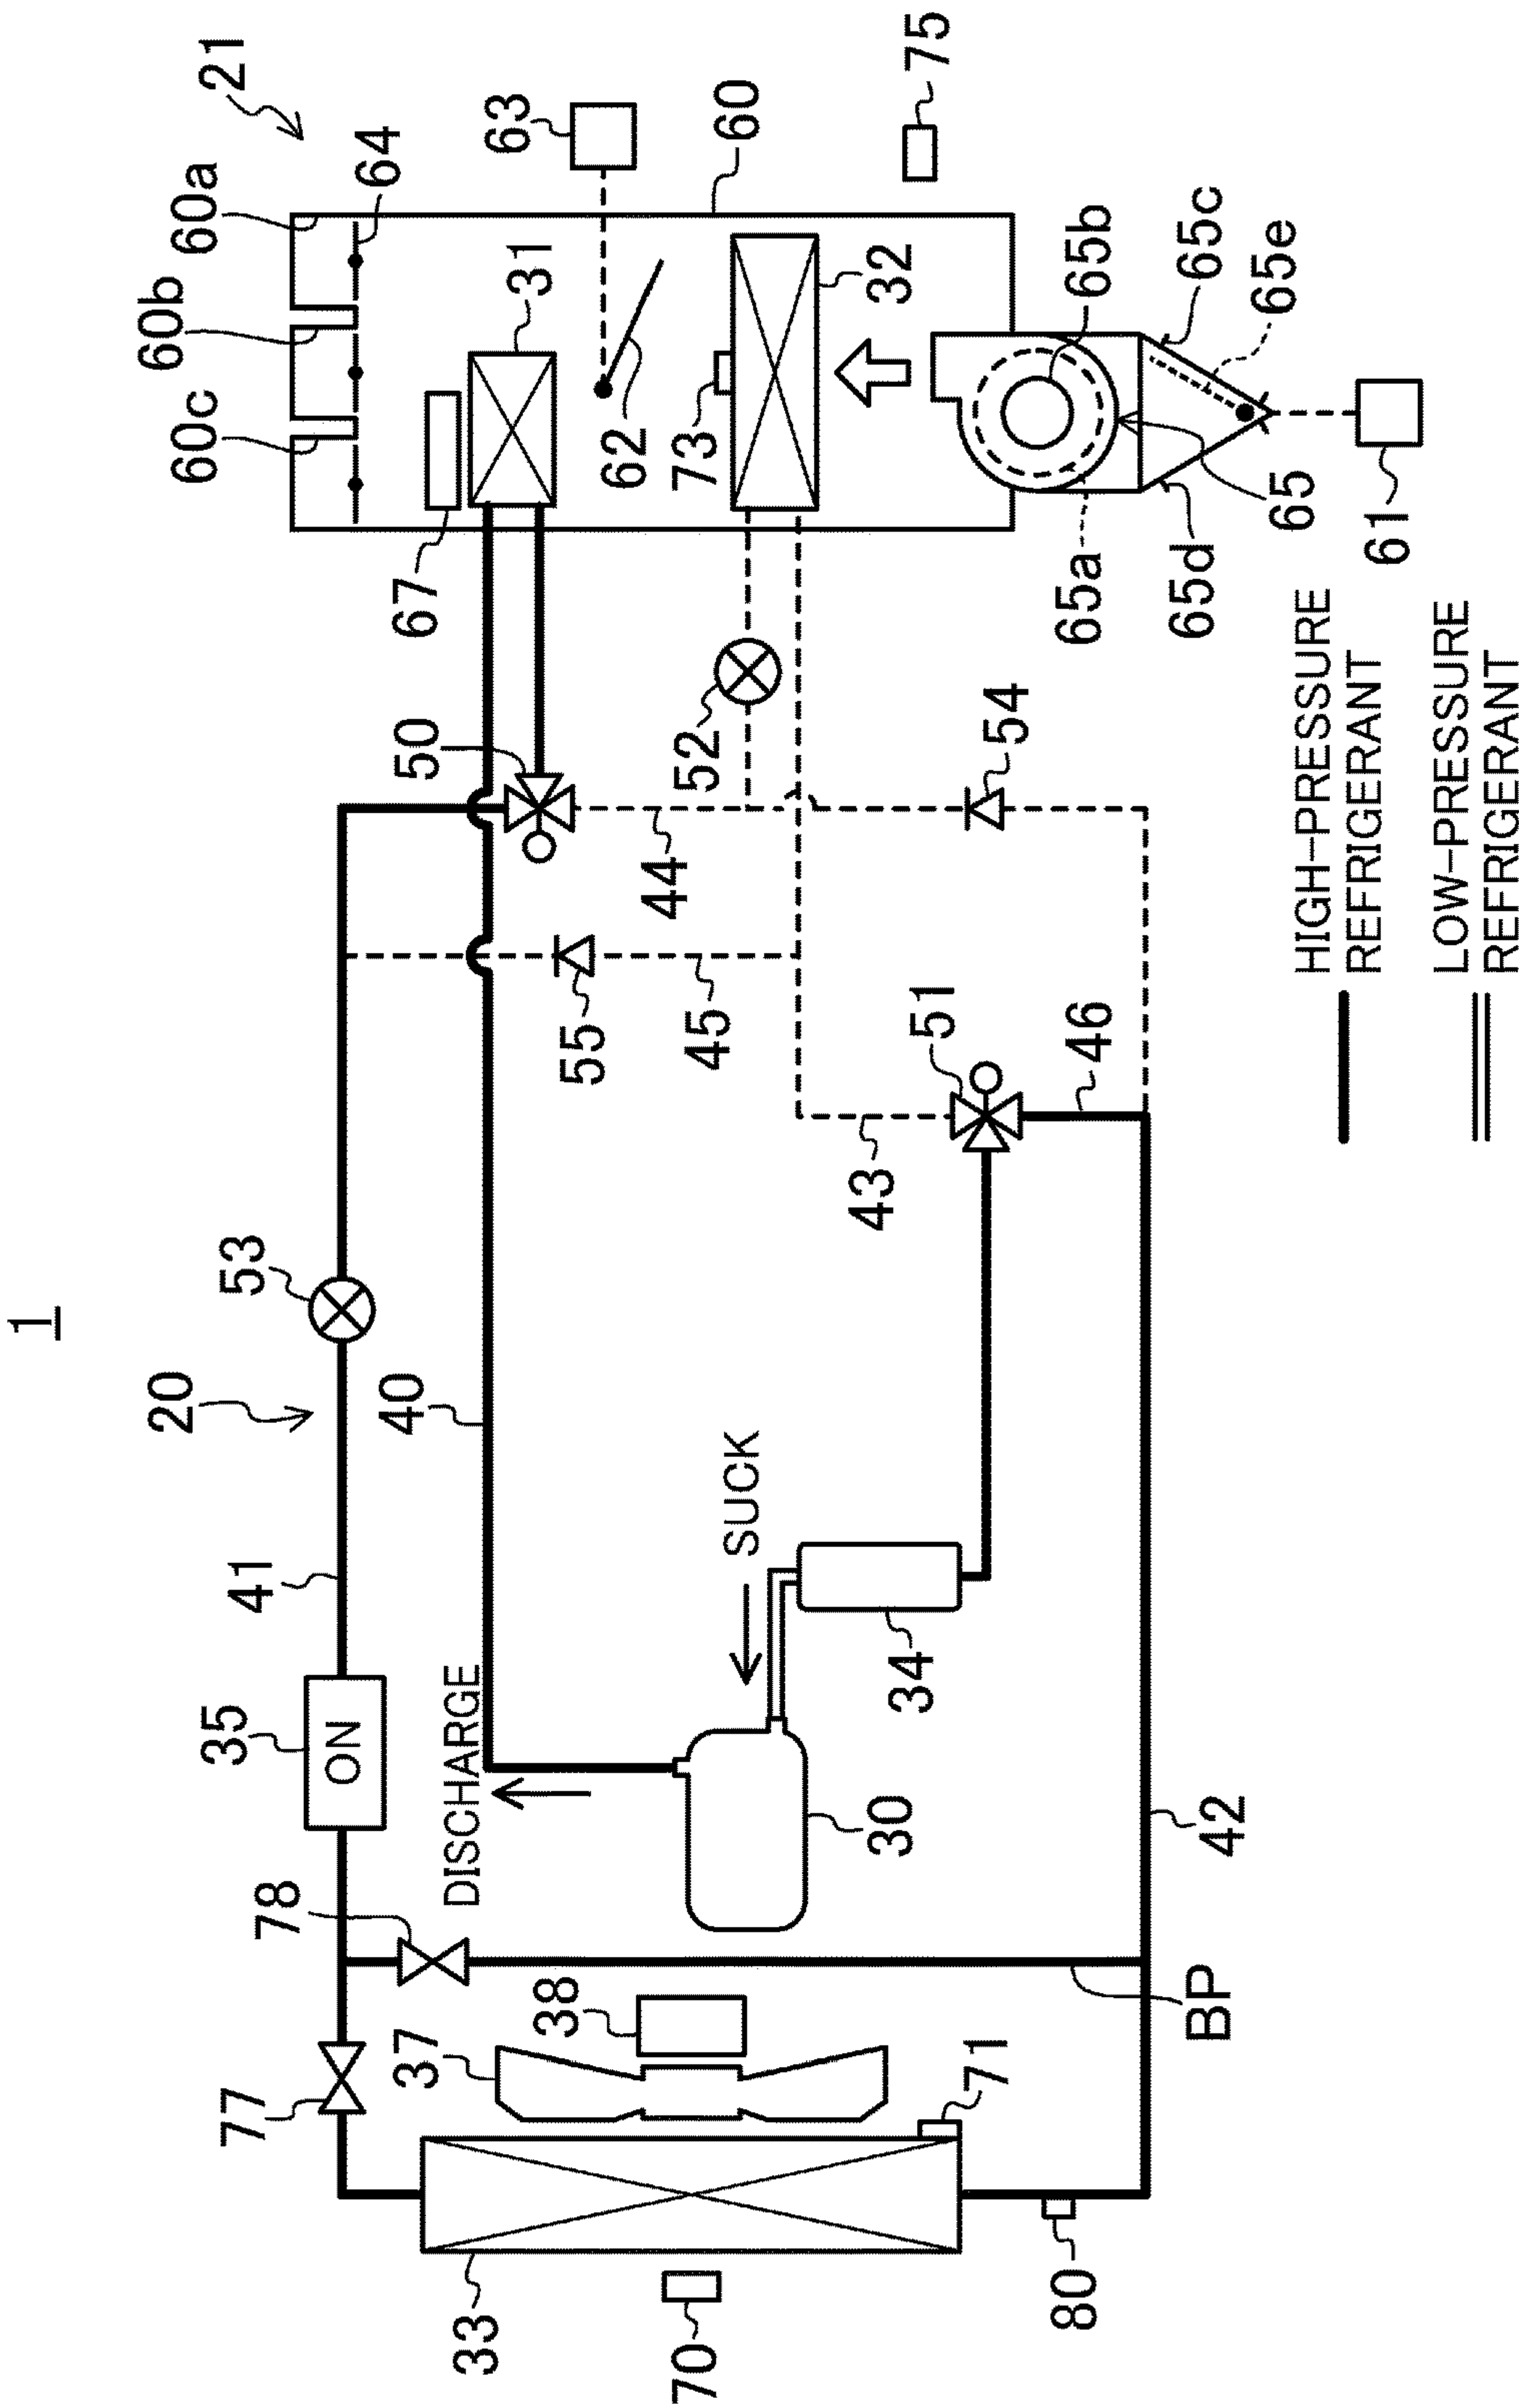 1
21
60a
60b
60c
64
63
60
75
31
67
62
73
32
65b
65c
65e
65a
65d
65
61
50
52
54
44
45
55
51
46
43
53
20
40
41
SUCK
35
ON
DISCHARGE
34
30
42
78
38
37
77
71
BP
33
70
80
HIGH-PRESSURE
REFRIGERANT
LOW-PRESSURE
REFRIGERANT